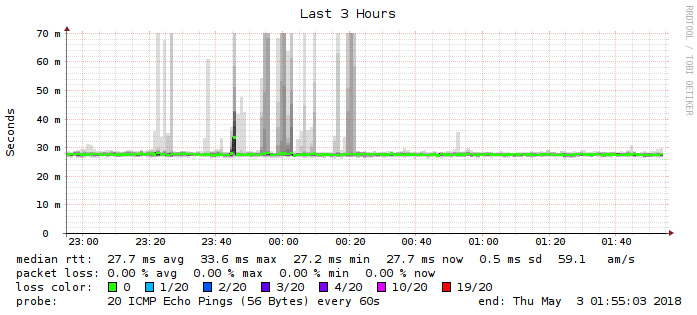 Last 3 Hours
RRDTOOL / TOBI OETIKER
Seconds
70 m
60 m
50 m
40 m
30 m
20 m
10 m
0
23:00 23:20 23:40 00:00 00:20 00:40 01:00 01:20 01:40
median rtt: 27.7 ms avg 33.6 ms max 27.2 ms min 27.7 ms now 0.5 ms sd 59.1 am/s
packet loss: 0.00 % avg 0.00 % max 0.00 % min 0.00 % now
loss color: 0 1/20 2/20 3/20 4/20 10/20 19/20
probe: 20 ICMP Echo Pings (56 Bytes) every 60s end: Thu May 3 01:55:03 2018